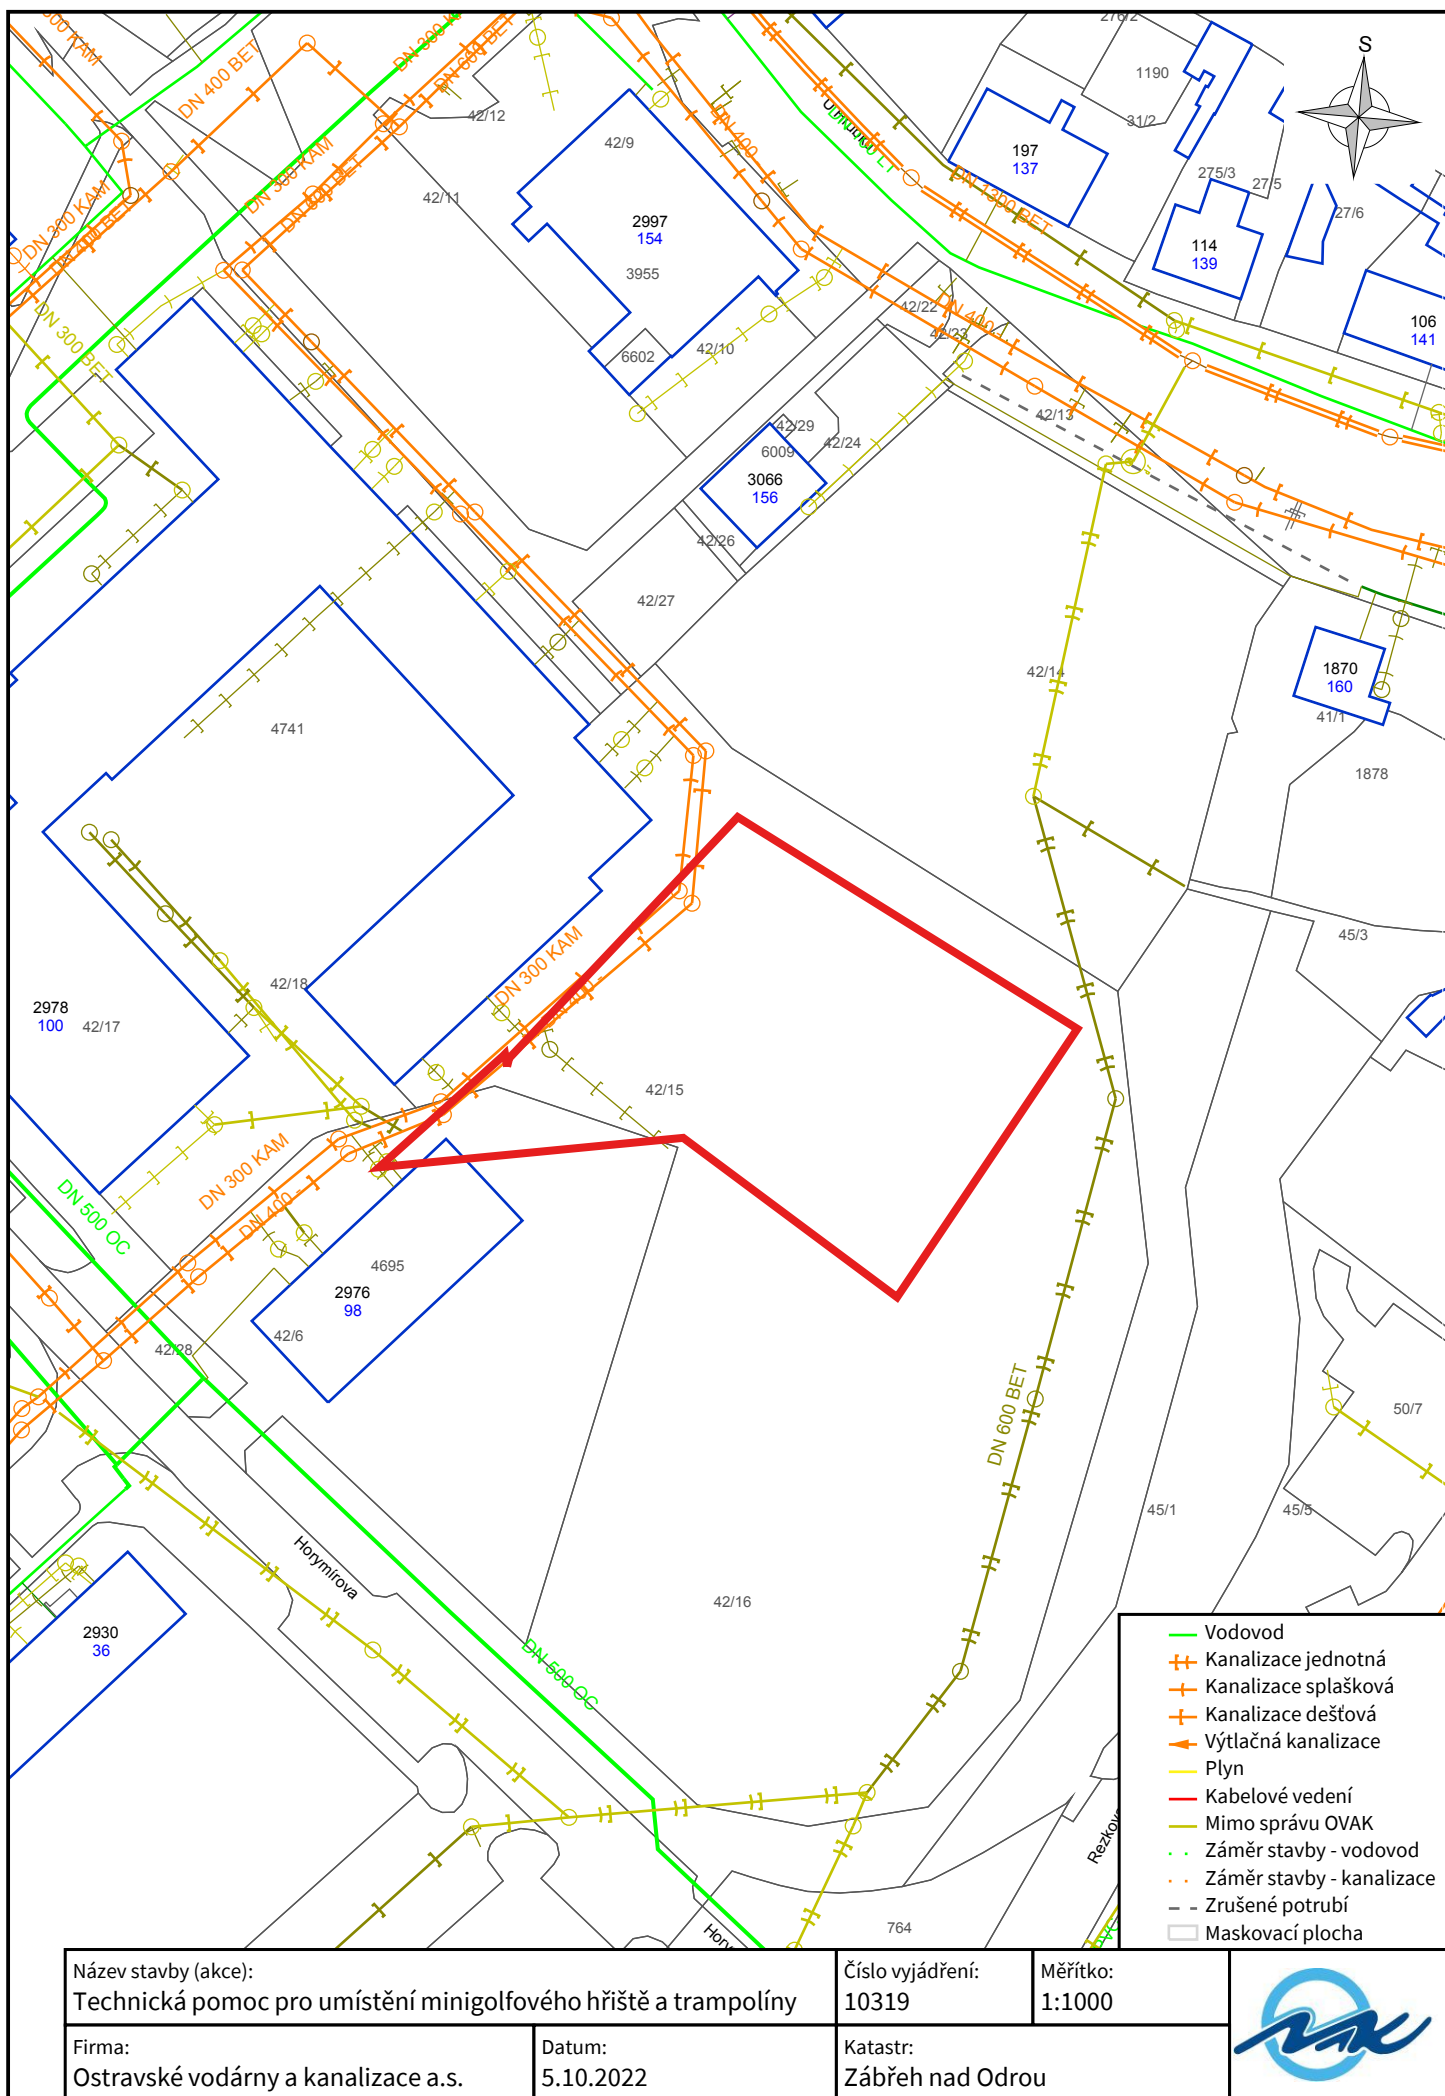 DN 300 KAM
DN 400 BET
DN 300 K
DN 600 BET
42/12
42/9
DN 400
276/2
1190
31/2
S
197
137
275/3
27/5
27/6
DN 300 KAM
DN 400 BET
DN 300 KAM
DN 600 BET
42/11
2997
154
3955
DN 1300 BET
114
139
106
141
DN 300 BET
6602
42/10
42/22
42/23
DN 400 -
42/13
42/29
6009
42/24
3066
156
42/26
42/27
42/14
1870
160
41/1
1878
4741
45/3
DN 300 KAM
DN 400 -
42/18
2978
100
42/17
42/15
DN 300 KAM
DN 400 -
DN 500 OC
4695
2976
98
42/6
42/28
DN 600 BET
50/7
45/1
45/5
Horymírova
42/16
2930
36
DN 500 OC
764
Vodovod
Kanalizace jednotná
Kanalizace splašková
Kanalizace dešťová
Výtlačná kanalizace
Plyn
Kabelové vedení
Mimo správu OVAK
Záměr stavby - vodovod
Záměr stavby - kanalizace
Zrušené potrubí
Maskovací plocha
Název stavby (akce):
Technická pomoc pro umístění minigolfového hřiště a trampolíny
Číslo vyjádření:
10319
Měřítko:
1:1000
Firma:
Ostravské vodárny a kanalizace a.s.
Datum:
5.10.2022
Katastr:
Zábřeh nad Odrou